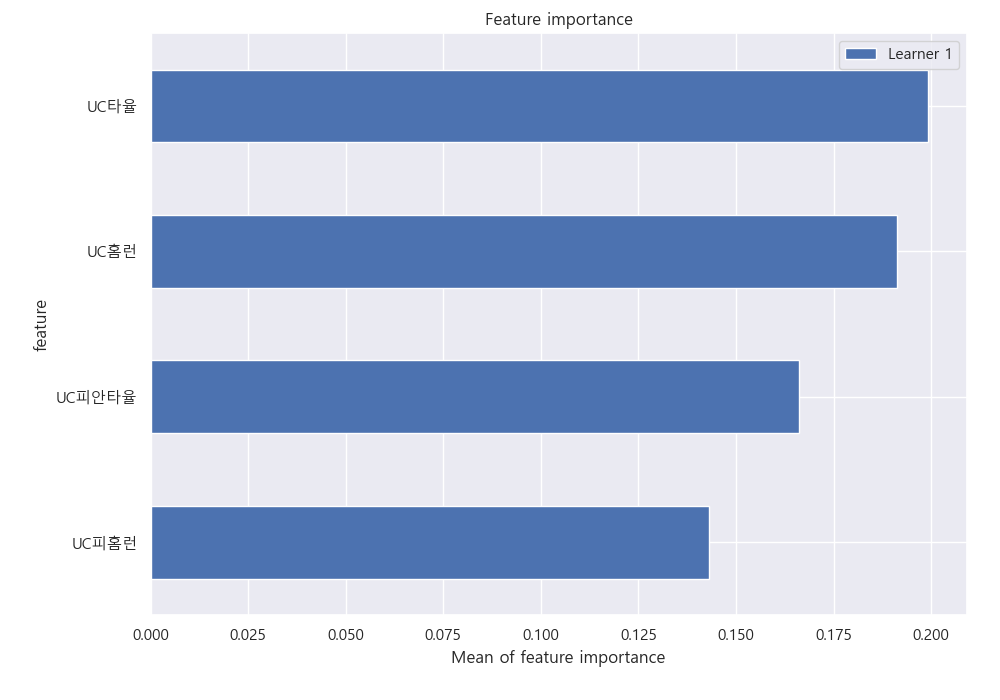 Feature importance
Learner 1
UC타율
UC홈런
UC피안타율
UC피홈런
feature
0.000 0.025 0.050 0.075 0.100 0.125 0.150 0.175 0.200
Mean of feature importance